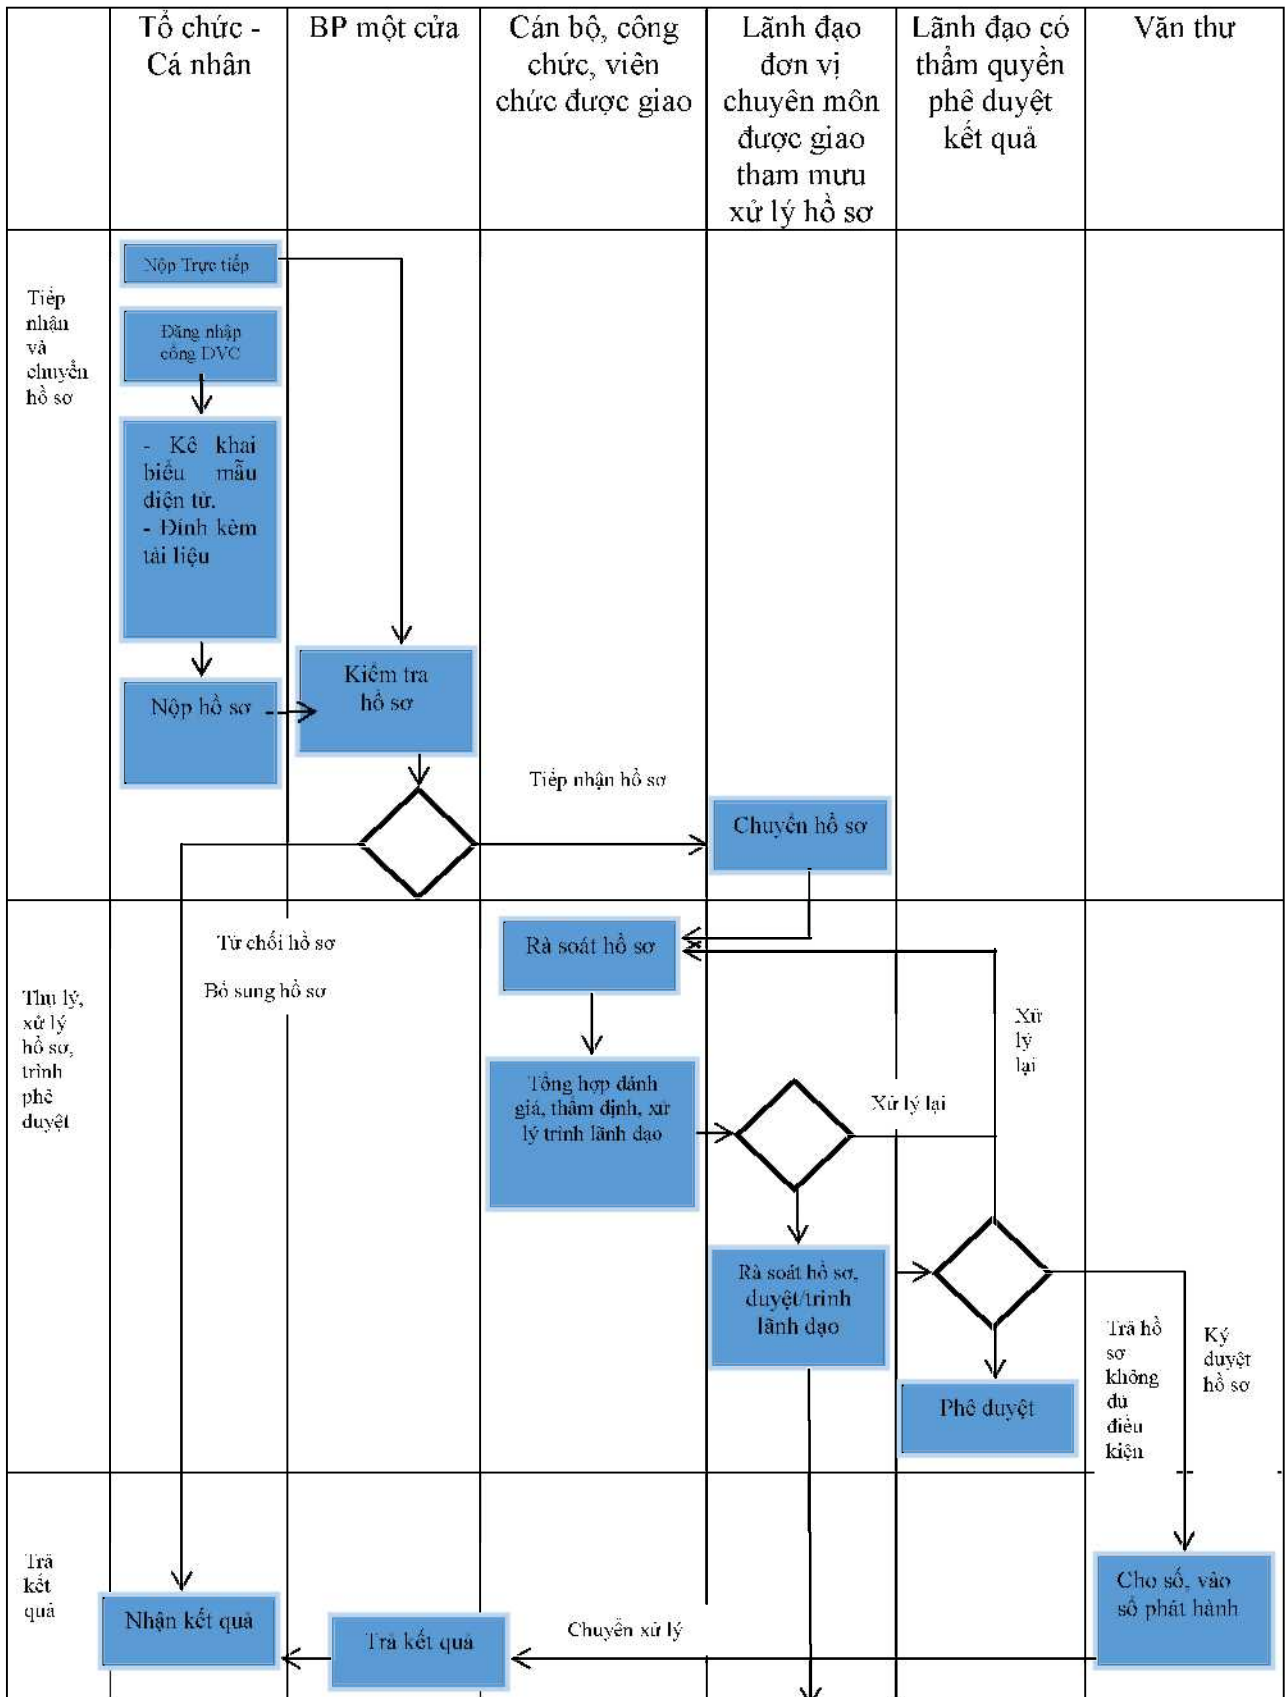 Tổ chức -
Cá nhân
BP một cửa
Cán bộ, công
chức, viên
chức được giao
Lãnh đạo
đơn vị
chuyên môn
được giao
tham mưu
xử lý hồ sơ
Lãnh đạo có
thẩm quyền
phê duyệt
kết quả
Văn thư
Tiếp
nhận
và
chuyển
hồ sơ
Nộp Trực tiếp
Đăng nhập
cổng DVC
- Kê khai
biểu mẫu
điện tử.
- Đính kèm
tài liệu
Nộp hồ sơ
Kiểm tra
hồ sơ
Tiếp nhận hồ sơ
Chuyển hồ sơ
Thụ lý,
xử lý
hồ sơ,
trình
phê
duyệt
Từ chối hồ sơ
Bổ sung hồ sơ
Rà soát hồ sơ
Tổng hợp đánh
giá, thẩm định, xử
lý trình lãnh đạo
Xử lý lại
Xử
lý
lại
Rà soát hồ sơ,
duyệt/trình
lãnh đạo
Phê duyệt
Trả hồ
sơ
không
đủ
điều
kiện
Ký
duyệt
hồ sơ
Trả
kết
quả
Nhận kết quả
Trả kết quả
Chuyển xử lý
Cho số, vào
sổ phát hành